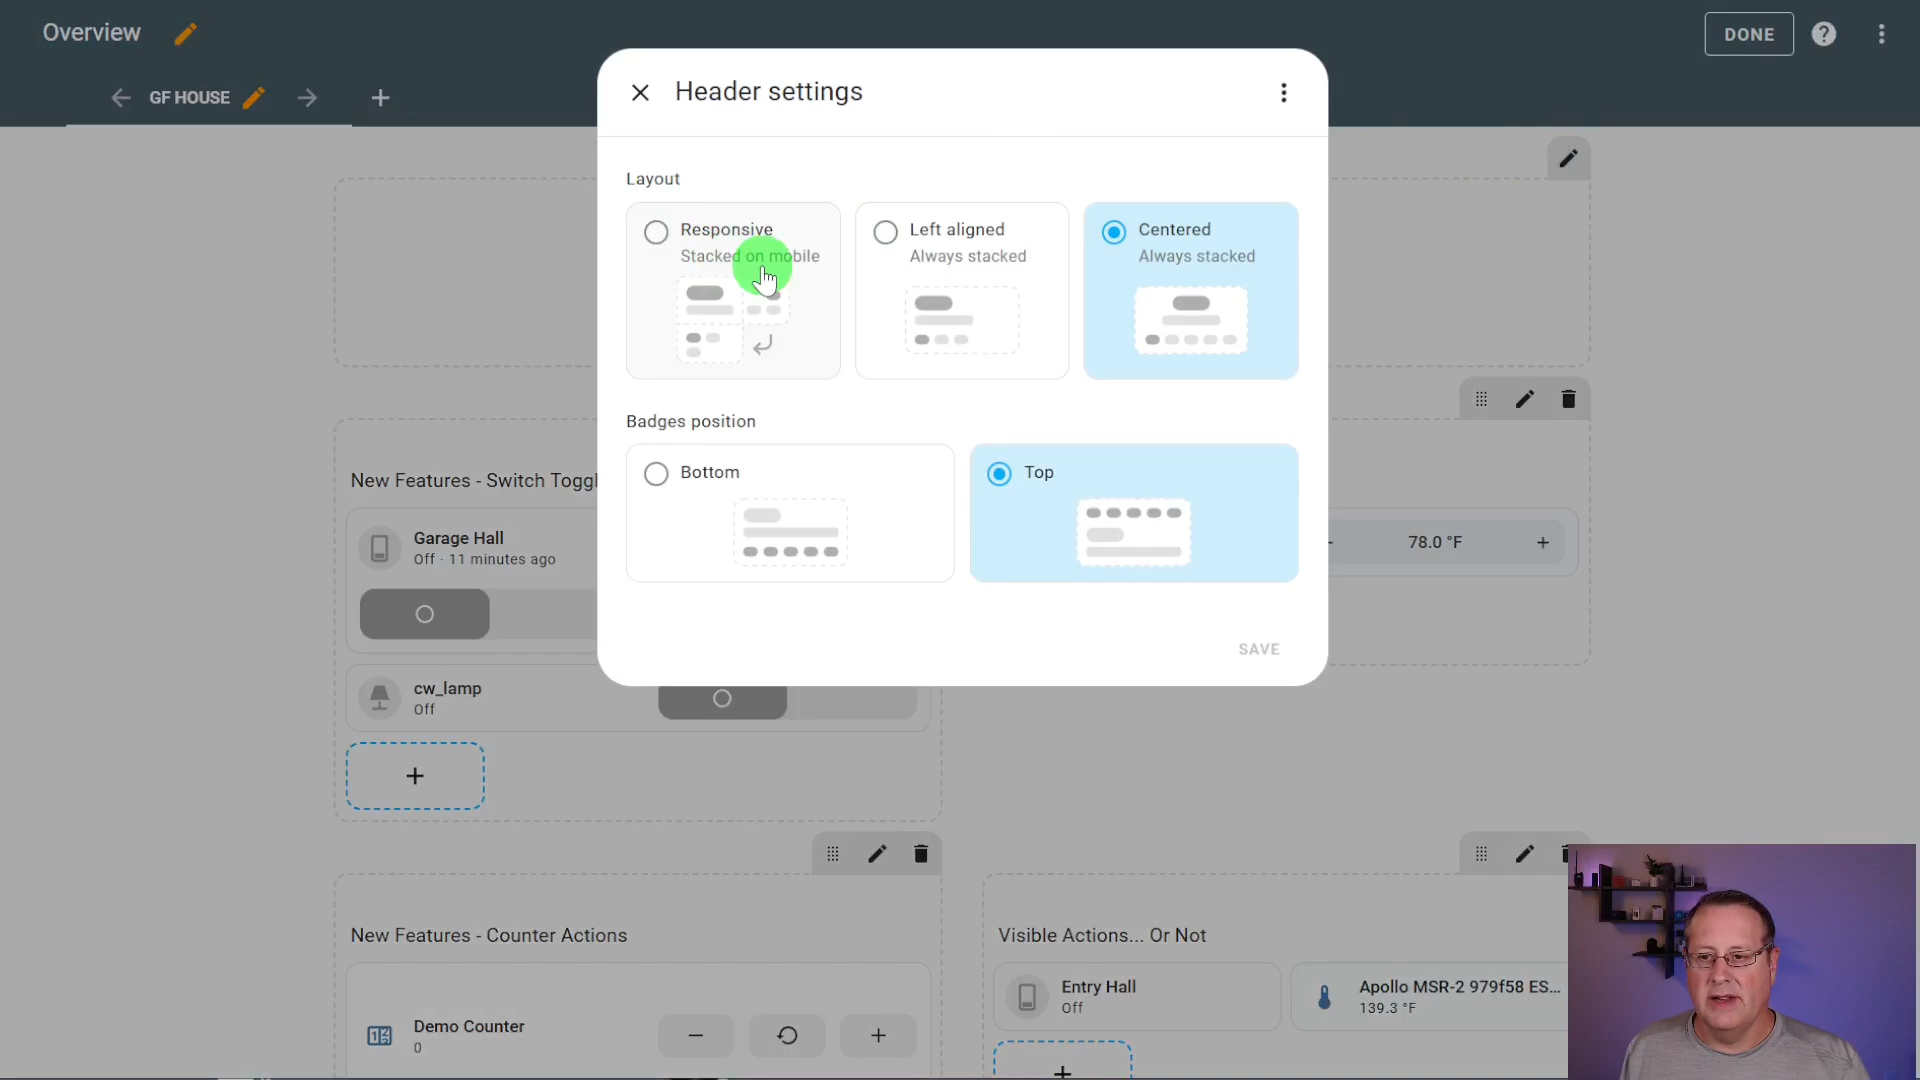 Overview
DONE
GF HOUSE
Header settings
Layout
Responsive
Stacked on mobile
Left aligned
Always stacked
Centered
Always stacked
Badges position
Bottom
Top
SAVE
New Features - Switch Toggl
Garage Hall
Off · 11 minutes ago
78.0 °F
cw_lamp
Off
New Features - Counter Actions
Demo Counter
0
Visible Actions... Or Not
Entry Hall
Off
Apollo MSR-2 979f58 ES...
139.3 °F